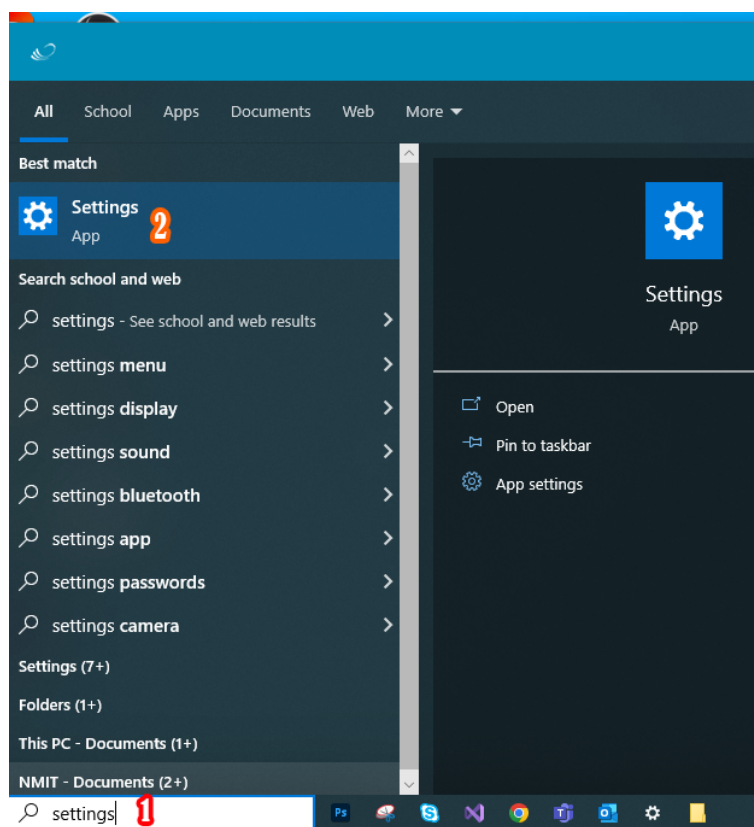 All School Apps Documents Web More
Best match
Settings
App
2
Search school and web
settings - See school and web results
settings menu
settings display
settings sound
settings bluetooth
settings app
settings passwords
settings camera
Settings (7+)
Folders (1+)
This PC - Documents (1+)
NMIT - Documents (2+)
Settings
App
Open
Pin to taskbar
App settings
settings 1
Ps